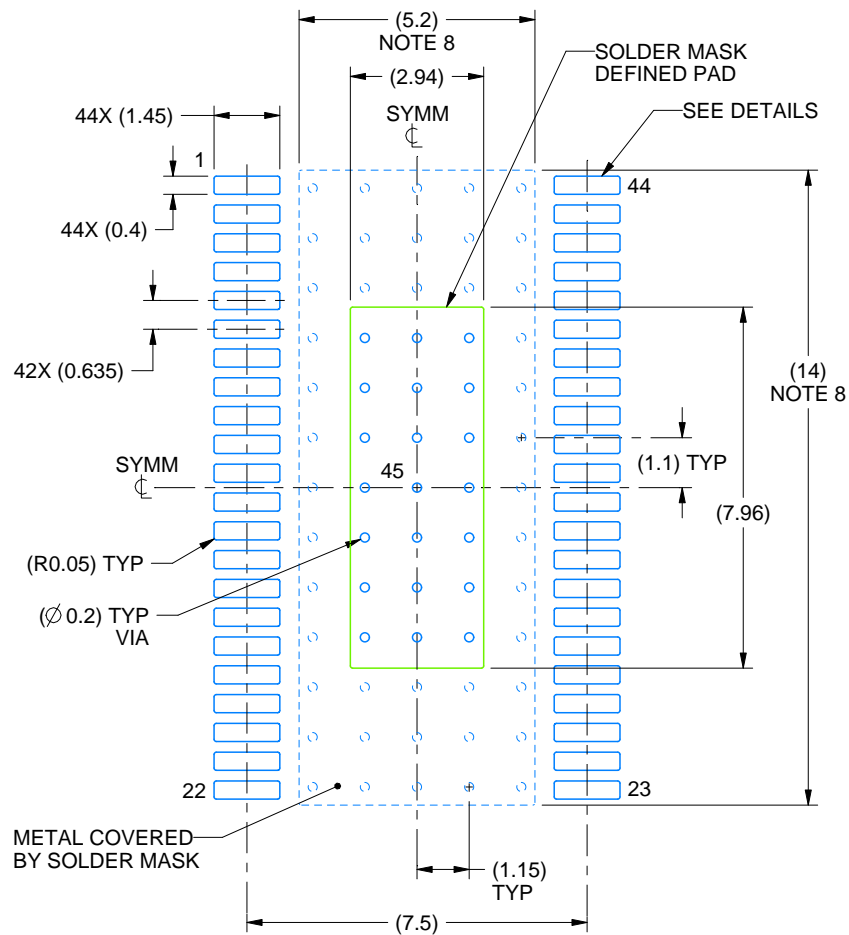 (5.2)
NOTE 8
SOLDER MASK
DEFINED PAD
(2.94)
44X (1.45)
SYMM
SEE DETAILS
1
44
44X (0.4)
42X (0.635)
(14)
NOTE 8
SYMM
45
(1.1) TYP
(7.96)
(R0.05) TYP
(∅ 0.2) TYP
VIA
22
23
METAL COVERED
BY SOLDER MASK
(1.15)
TYP
(7.5)